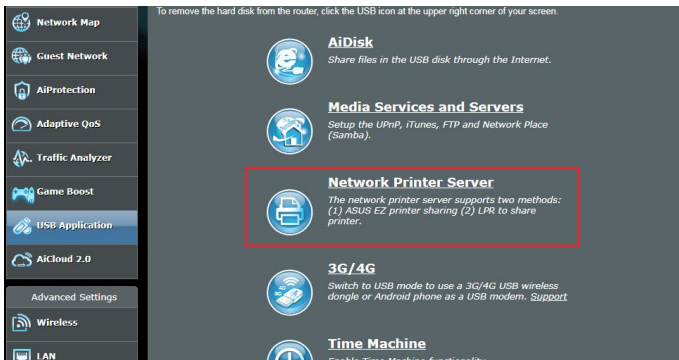 To remove the hard disk from the router, click the USB icon at the upper right corner of your screen.
Network Map
Guest Network
AiProtection
Adaptive QoS
Traffic Analyzer
Game Boost
USB Application
AiCloud 2.0
Advanced Settings
Wireless
LAN
AiDisk
Share files in the USB disk through the Internet.
Media Services and Servers
Setup the UPnP, iTunes, FTP and Network Place
(Samba).
Network Printer Server
The network printer server supports two methods:
(1) ASUS EZ printer sharing (2) LPR to share
printer.
3G/4G
Switch to USB mode to use a 3G/4G USB wireless
dongle or Android phone as a USB modem. Support
Time Machine
Enable Time Machine functionality